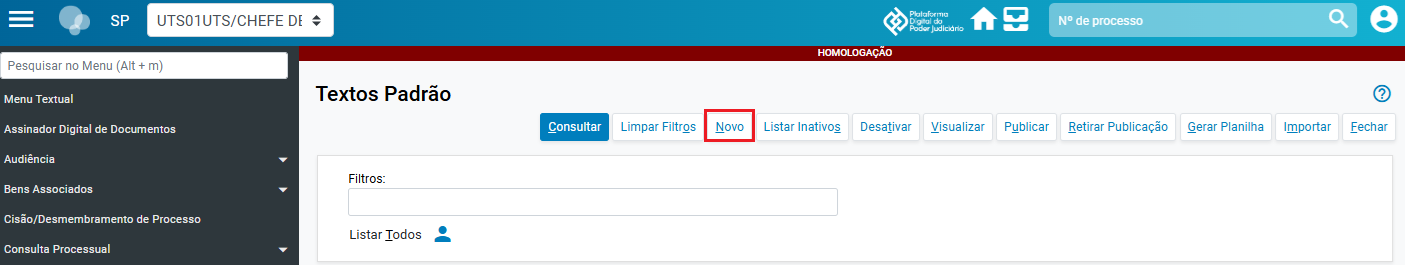 SP UTS01UTS/CHEFE DE Plataforma Digital do Poder Judiciário Nº de processo
HOMOLOGAÇÃO
Pesquisar no Menu (Alt + m)
Menu Textual
Assinador Digital de Documentos
Audiência
Bens Associados
Cisão/Desmembramento de Processo
Consulta Processual
Textos Padrão
Consultar Limpar Filtros Novo Listar Inativos Desativar Visualizar Publicar Retirar Publicação Gerar Planilha Importar Fechar
Filtros:
Listar Todos